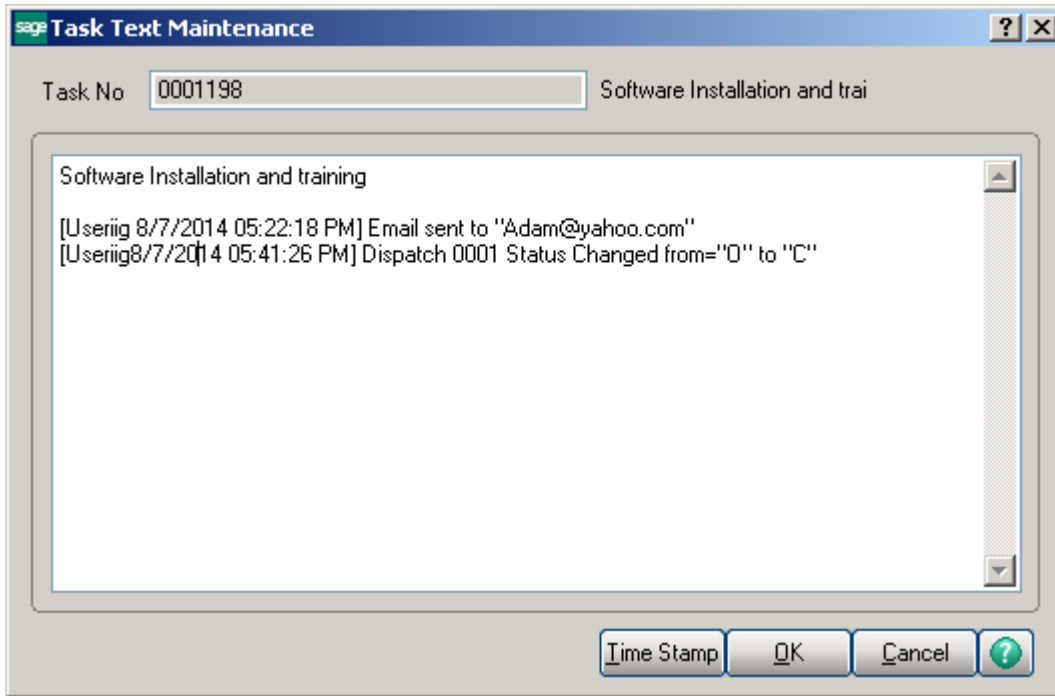 sage Task Text Maintenance
Task No 0001198 Software Installation and trai
Software Installation and training
[Useriig 8/7/2014 05:22:18 PM] Email sent to "Adam@yahoo.com"
[Useriig8/7/2014 05:41:26 PM] Dispatch 0001 Status Changed from="O" to "C"
Time Stamp OK Cancel ?